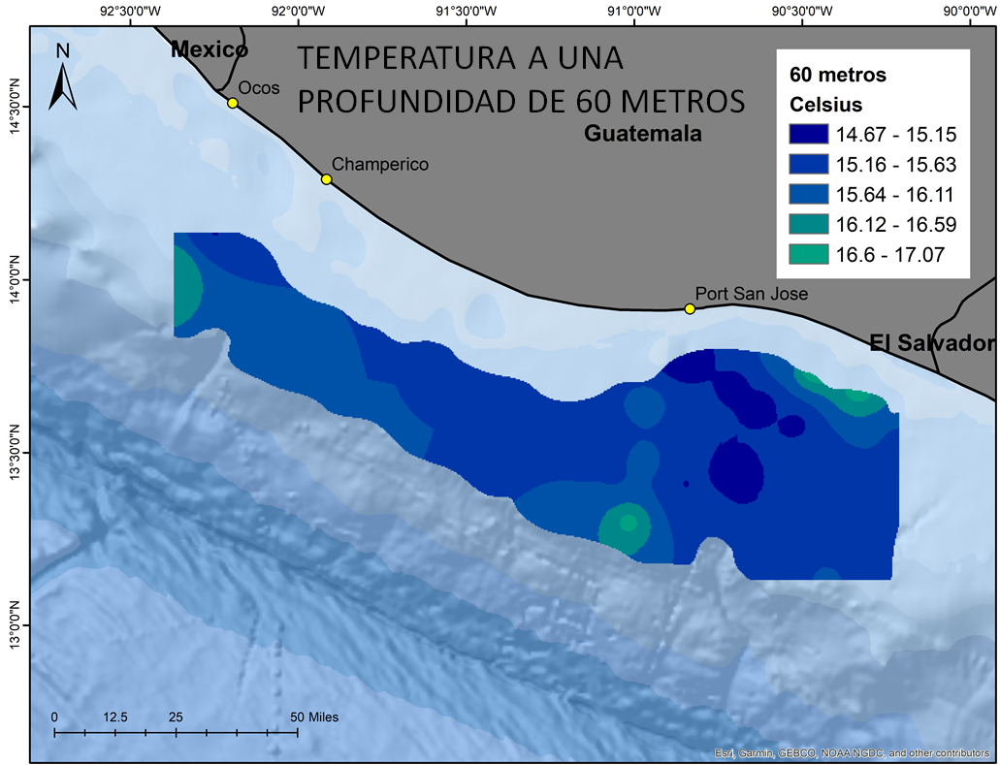 92°30'0"W
92°0'0"W
91°30'0"W
91°0'0"W
90°30'0"W
90°0'0"W
14°30'0"N
14°0'0"N
13°30'0"N
13°0'0"N
N
Mexico
TEMPERATURA A UNA
PROFUNDIDAD DE 60 METROS
Guatemala
Ocos
Champerico
Port San Jose
El Salvador
60 metros
Celsius
14.67 - 15.15
15.16 - 15.63
15.64 - 16.11
16.12 - 16.59
16.6 - 17.07
0 12.5 25 50 Miles
Esri, Garmin, GEBCO, NOAA NGDC, and other contributors